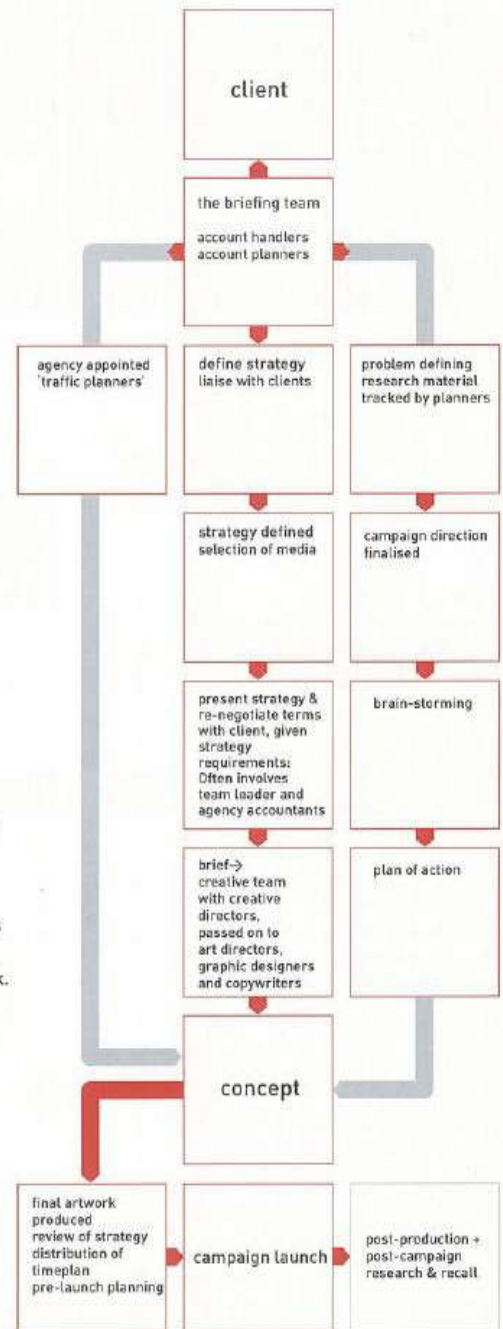 client
the briefing team
account handlers
account planners
agency appointed
'traffic planners'
define strategy
liaise with clients
problem defining
research material
tracked by planners
strategy defined
selection of media
campaign direction
finalised
present strategy &
re-negotiate terms
with client, given
strategy
requirements:
Often involves
team leader and
agency accountants
brain-storming
brief→
creative team
with creative
directors,
passed on to
art directors,
graphic designers
and copywriters
plan of action
concept
final artwork
produced
review of strategy
distribution of
timeplan
pre-launch planning
campaign launch
post-production +
post-campaign
research & recall